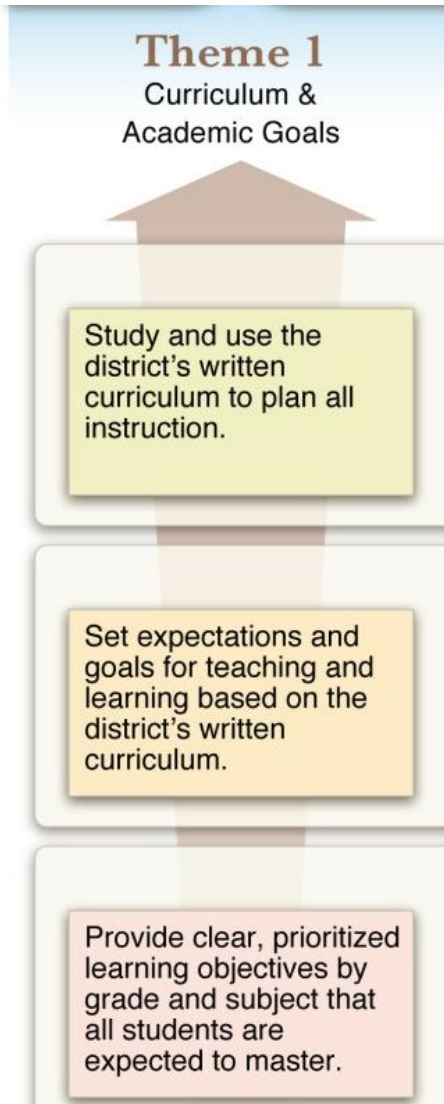 Theme 1
Curriculum &
Academic Goals
Study and use the
district's written
curriculum to plan all
instruction.
Set expectations and
goals for teaching and
learning based on the
district's written
curriculum.
Provide clear, prioritized
learning objectives by
grade and subject that
all students are
expected to master.